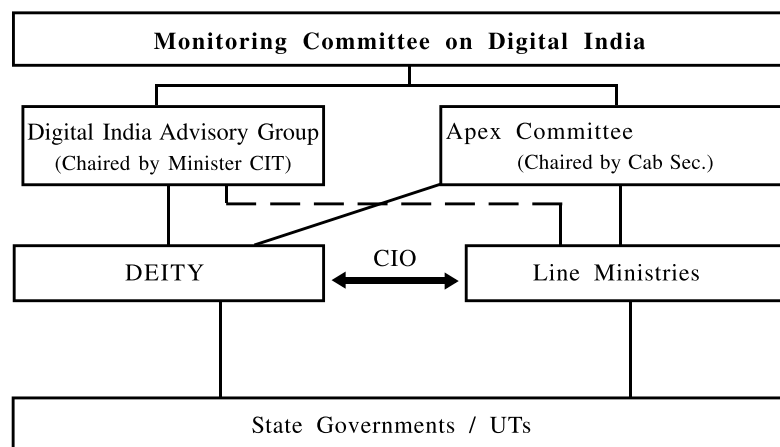 Monitoring Committee on Digital India
Digital India Advisory Group
(Chaired by Minister CIT)
Apex Committee
(Chaired by Cab Sec.)
DEITY
CIO
Line Ministries
State Governments / UTs